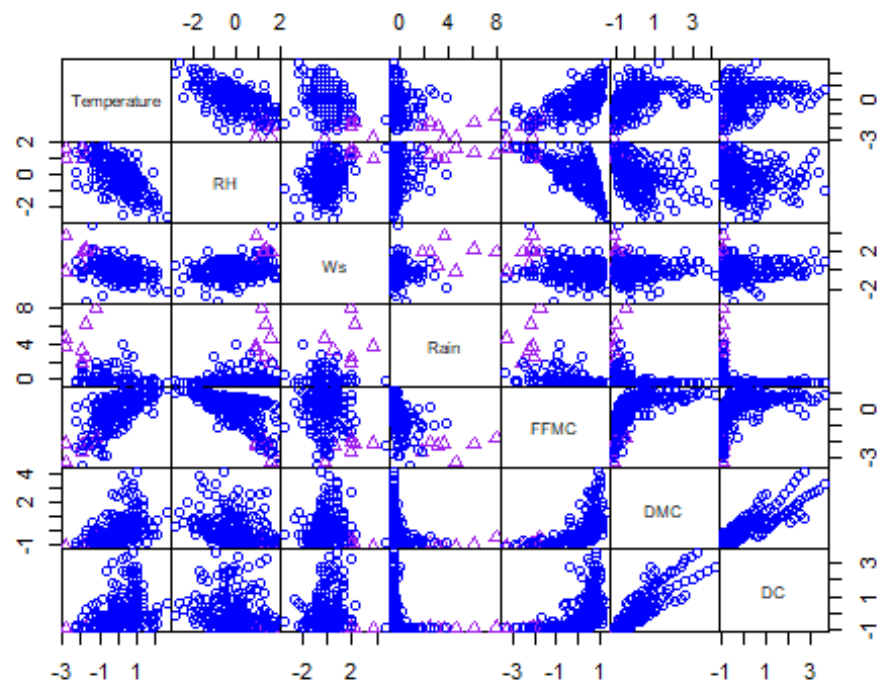 -2 0 2 0 4 8 -1 1 3
Temperature 0 -3
2 0 -2 RH
Ws 2 -2
8 4 0 Rain
FFMC 0 -3
4 2 -1 DMC
DC 3 1 -1
-3 -1 1 -2 2 -3 -1 1 -1 1 3